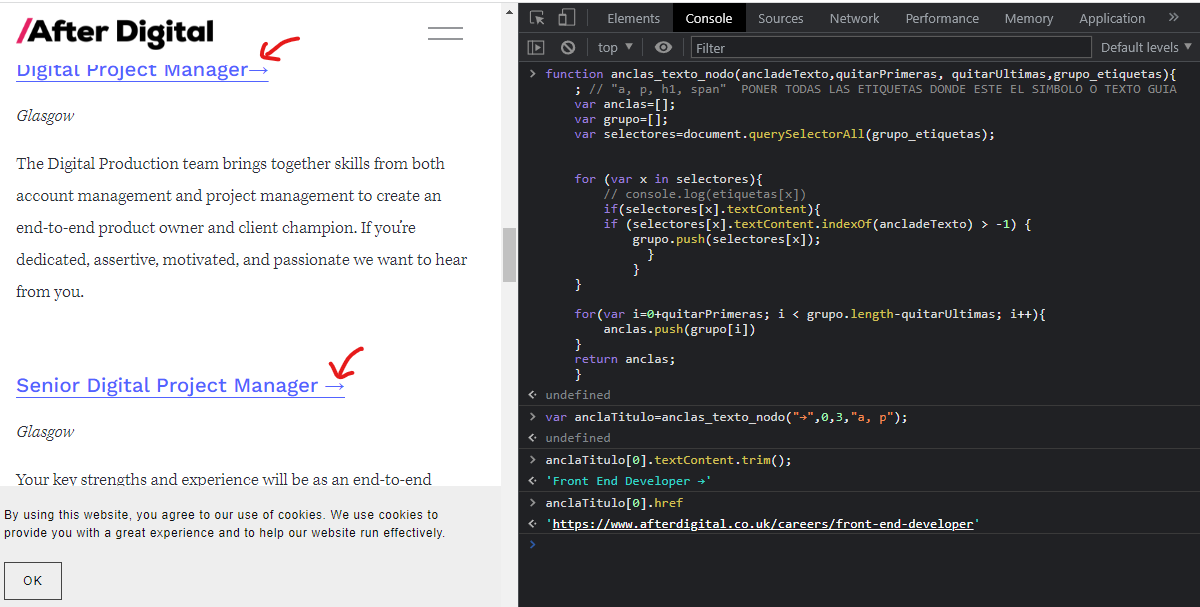 /After Digital
Digital Project Manager→
Glasgow
The Digital Production team brings together skills from both
account management and project management to create an
end-to-end product owner and client champion. If you're
dedicated, assertive, motivated, and passionate we want to hear
from you.
Senior Digital Project Manager →
Glasgow
Your key strengths and experience will be as an end-to-end
By using this website, you agree to our use of cookies. We use cookies to
provide you with a great experience and to help our website run effectively.
OK
Elements Console Sources Network Performance Memory Application »
top ▼ Filter Default levels ▼
> function anclas_texto_nodo(ancladeTexto,quitarPrimeras, quitarUltimas,grupo_etiquetas){
; // "a, p, h1, span"  PONER TODAS LAS ETIQUETAS DONDE ESTE EL SIMBOLO O TEXTO GUIA
var anclas=[];
var grupo=[];
var selectores=document.querySelectorAll(grupo_etiquetas);
for (var x in selectores){
// console.log(etiquetas[x])
if(selectores[x].textContent){
if (selectores[x].textContent.indexOf(ancladeTexto) > -1) {
grupo.push(selectores[x]);
}
}
}
for(var i=0+quitarPrimeras; i < grupo.length-quitarUltimas; i++){
anclas.push(grupo[i])
}
return anclas;
}
undefined
> var anclaTitulo=anclas_texto_nodo("→",0,3,"a, p");
undefined
> anclaTitulo[0].textContent.trim();
'Front End Developer →'
> anclaTitulo[0].href
'https://www.afterdigital.co.uk/careers/front-end-developer'
>